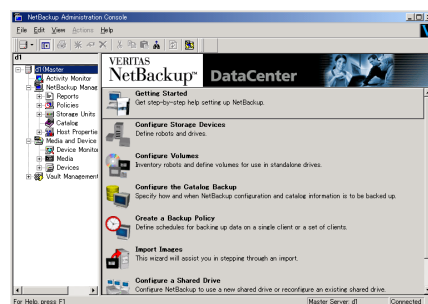 NetBackup Administration Console
File Edit View Actions Help
d1
d1(Master
Activity Monitor
NetBackup Manag
Reports
Policies
Storage Units
Catalog
Host Propertie
Media and Device
Device Monitor
Media
Devices
Vault Management
VERITAS
NetBackup™ DataCenter
Getting Started
Get step-by-step help setting up NetBackup.
Configure Storage Devices
Define robots and drives.
Configure Volumes
Inventory robots and define volumes for use in standalone drives.
Configure the Catalog Backup
Specify how and when NetBackup configuration and catalog information is to be backed up.
Create a Backup Policy
Define schedules for backing up data on a single client or a set of clients.
Import Images
This wizard will assist you in stepping through an import.
Configure a Shared Drive
Configure NetBackup to use a new shared drive or reconfigure an existing shared drive.
For Help, press F1
Master Server: d1
Connected